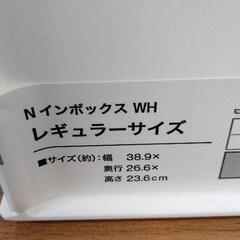 N インボックス WH
レギュラーサイズ
■サイズ(約):幅 38.9×
奥行 26.6×
高さ 23.6cm